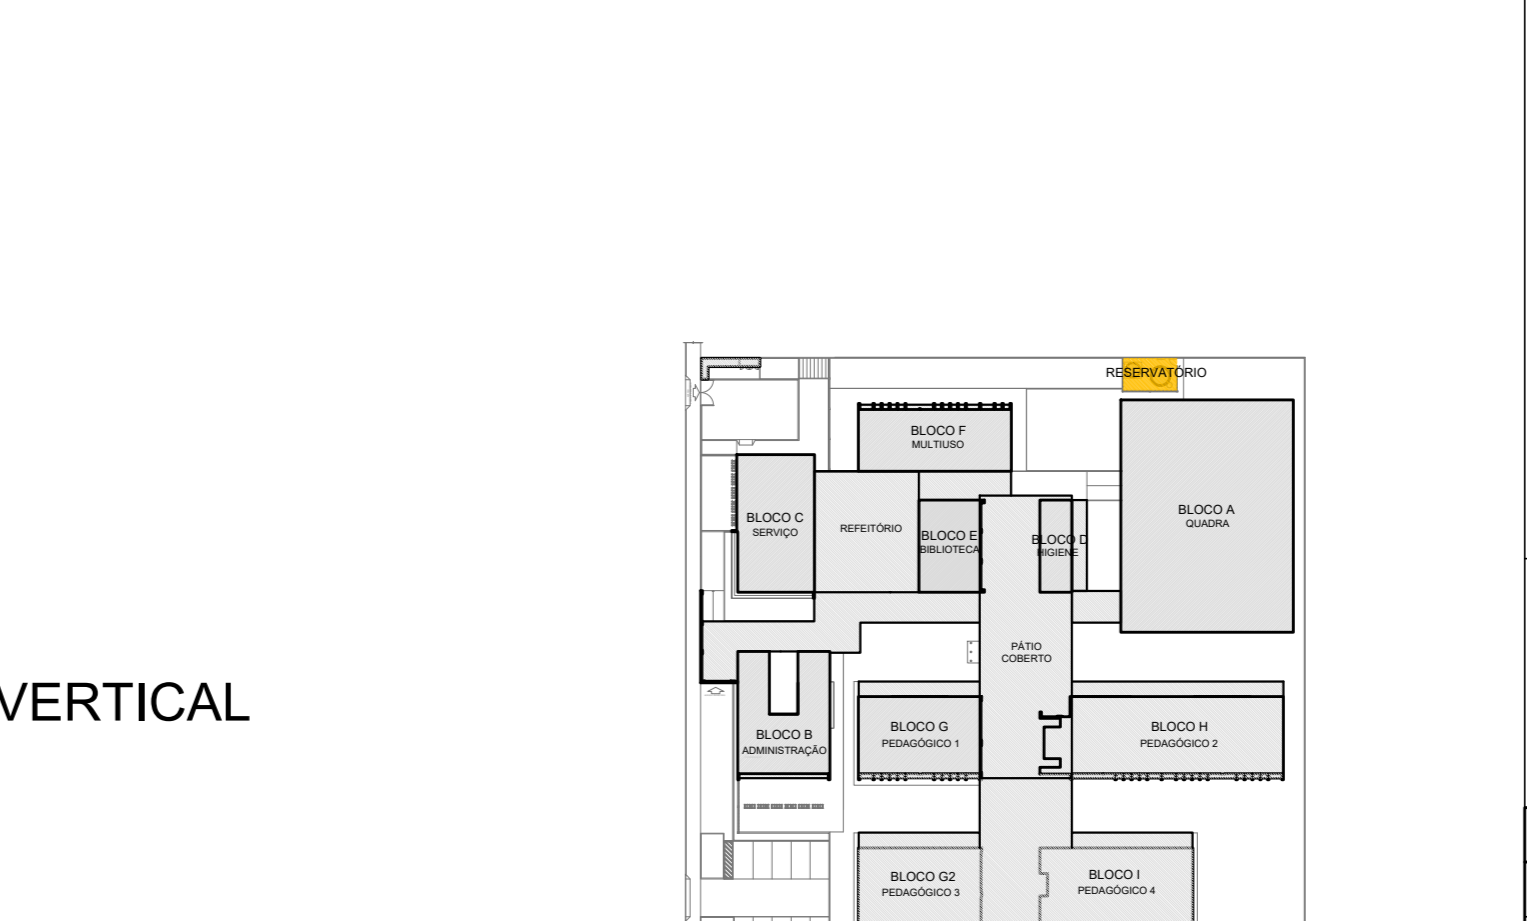 RESERVATÓRIO
BLOCO F
MULTIUSO
BLOCO A
QUADRA
BLOCO C
SERVIÇO
REFEITÓRIO
BLOCO E
BIBLIOTECA
BLOCO D
HIGIENE
PÁTIO
COBERTO
VERTICAL
BLOCO B
ADMINISTRAÇÃO
BLOCO G
PEDAGÓGICO 1
BLOCO H
PEDAGÓGICO 2
BLOCO G2
PEDAGÓGICO 3
BLOCO I
PEDAGÓGICO 4